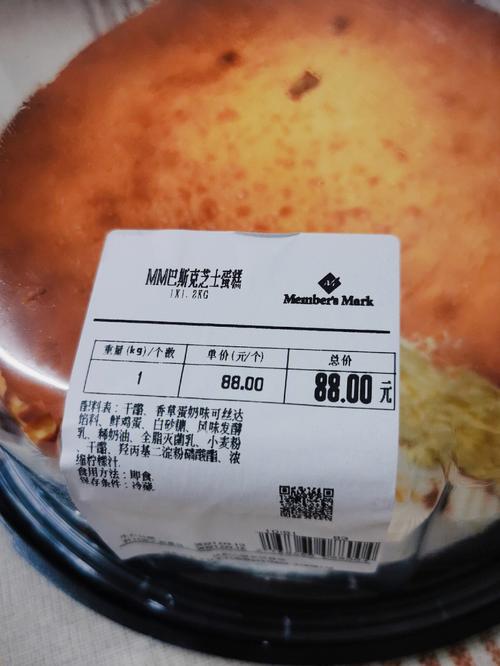 MM巴斯克芝士蛋糕
1X1.2KG
Member's Mark
重量(kg)/个数 单价(元/个) 总价
1 88.00 88.00元
配料表：干酪、香草蛋奶味可丝达
馅料、鲜鸡蛋、白砂糖、风味发酵
乳、稀奶油、全脂灭菌乳、小麦粉
、干酪、羟丙基二淀粉磷酸酯、浓
缩柠檬汁
食用方法：即食
保存条件：冷藏